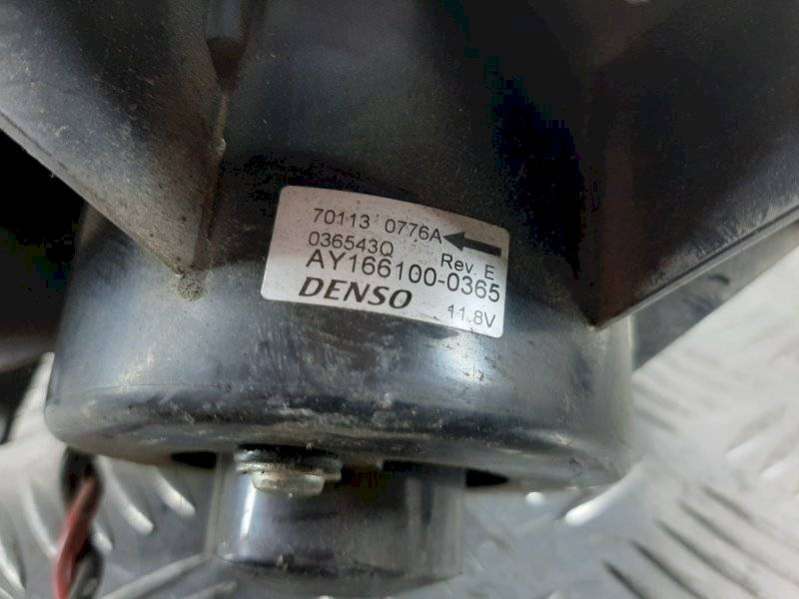 70113 0776A
036543Q Rev. E
AY166100-0365
DENSO 11.8V